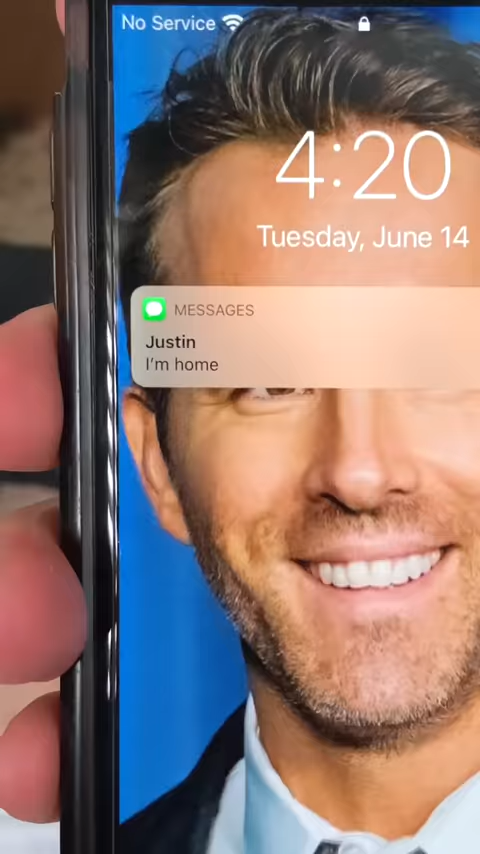 No Service
4:20
Tuesday, June 14
MESSAGES
Justin
I'm home